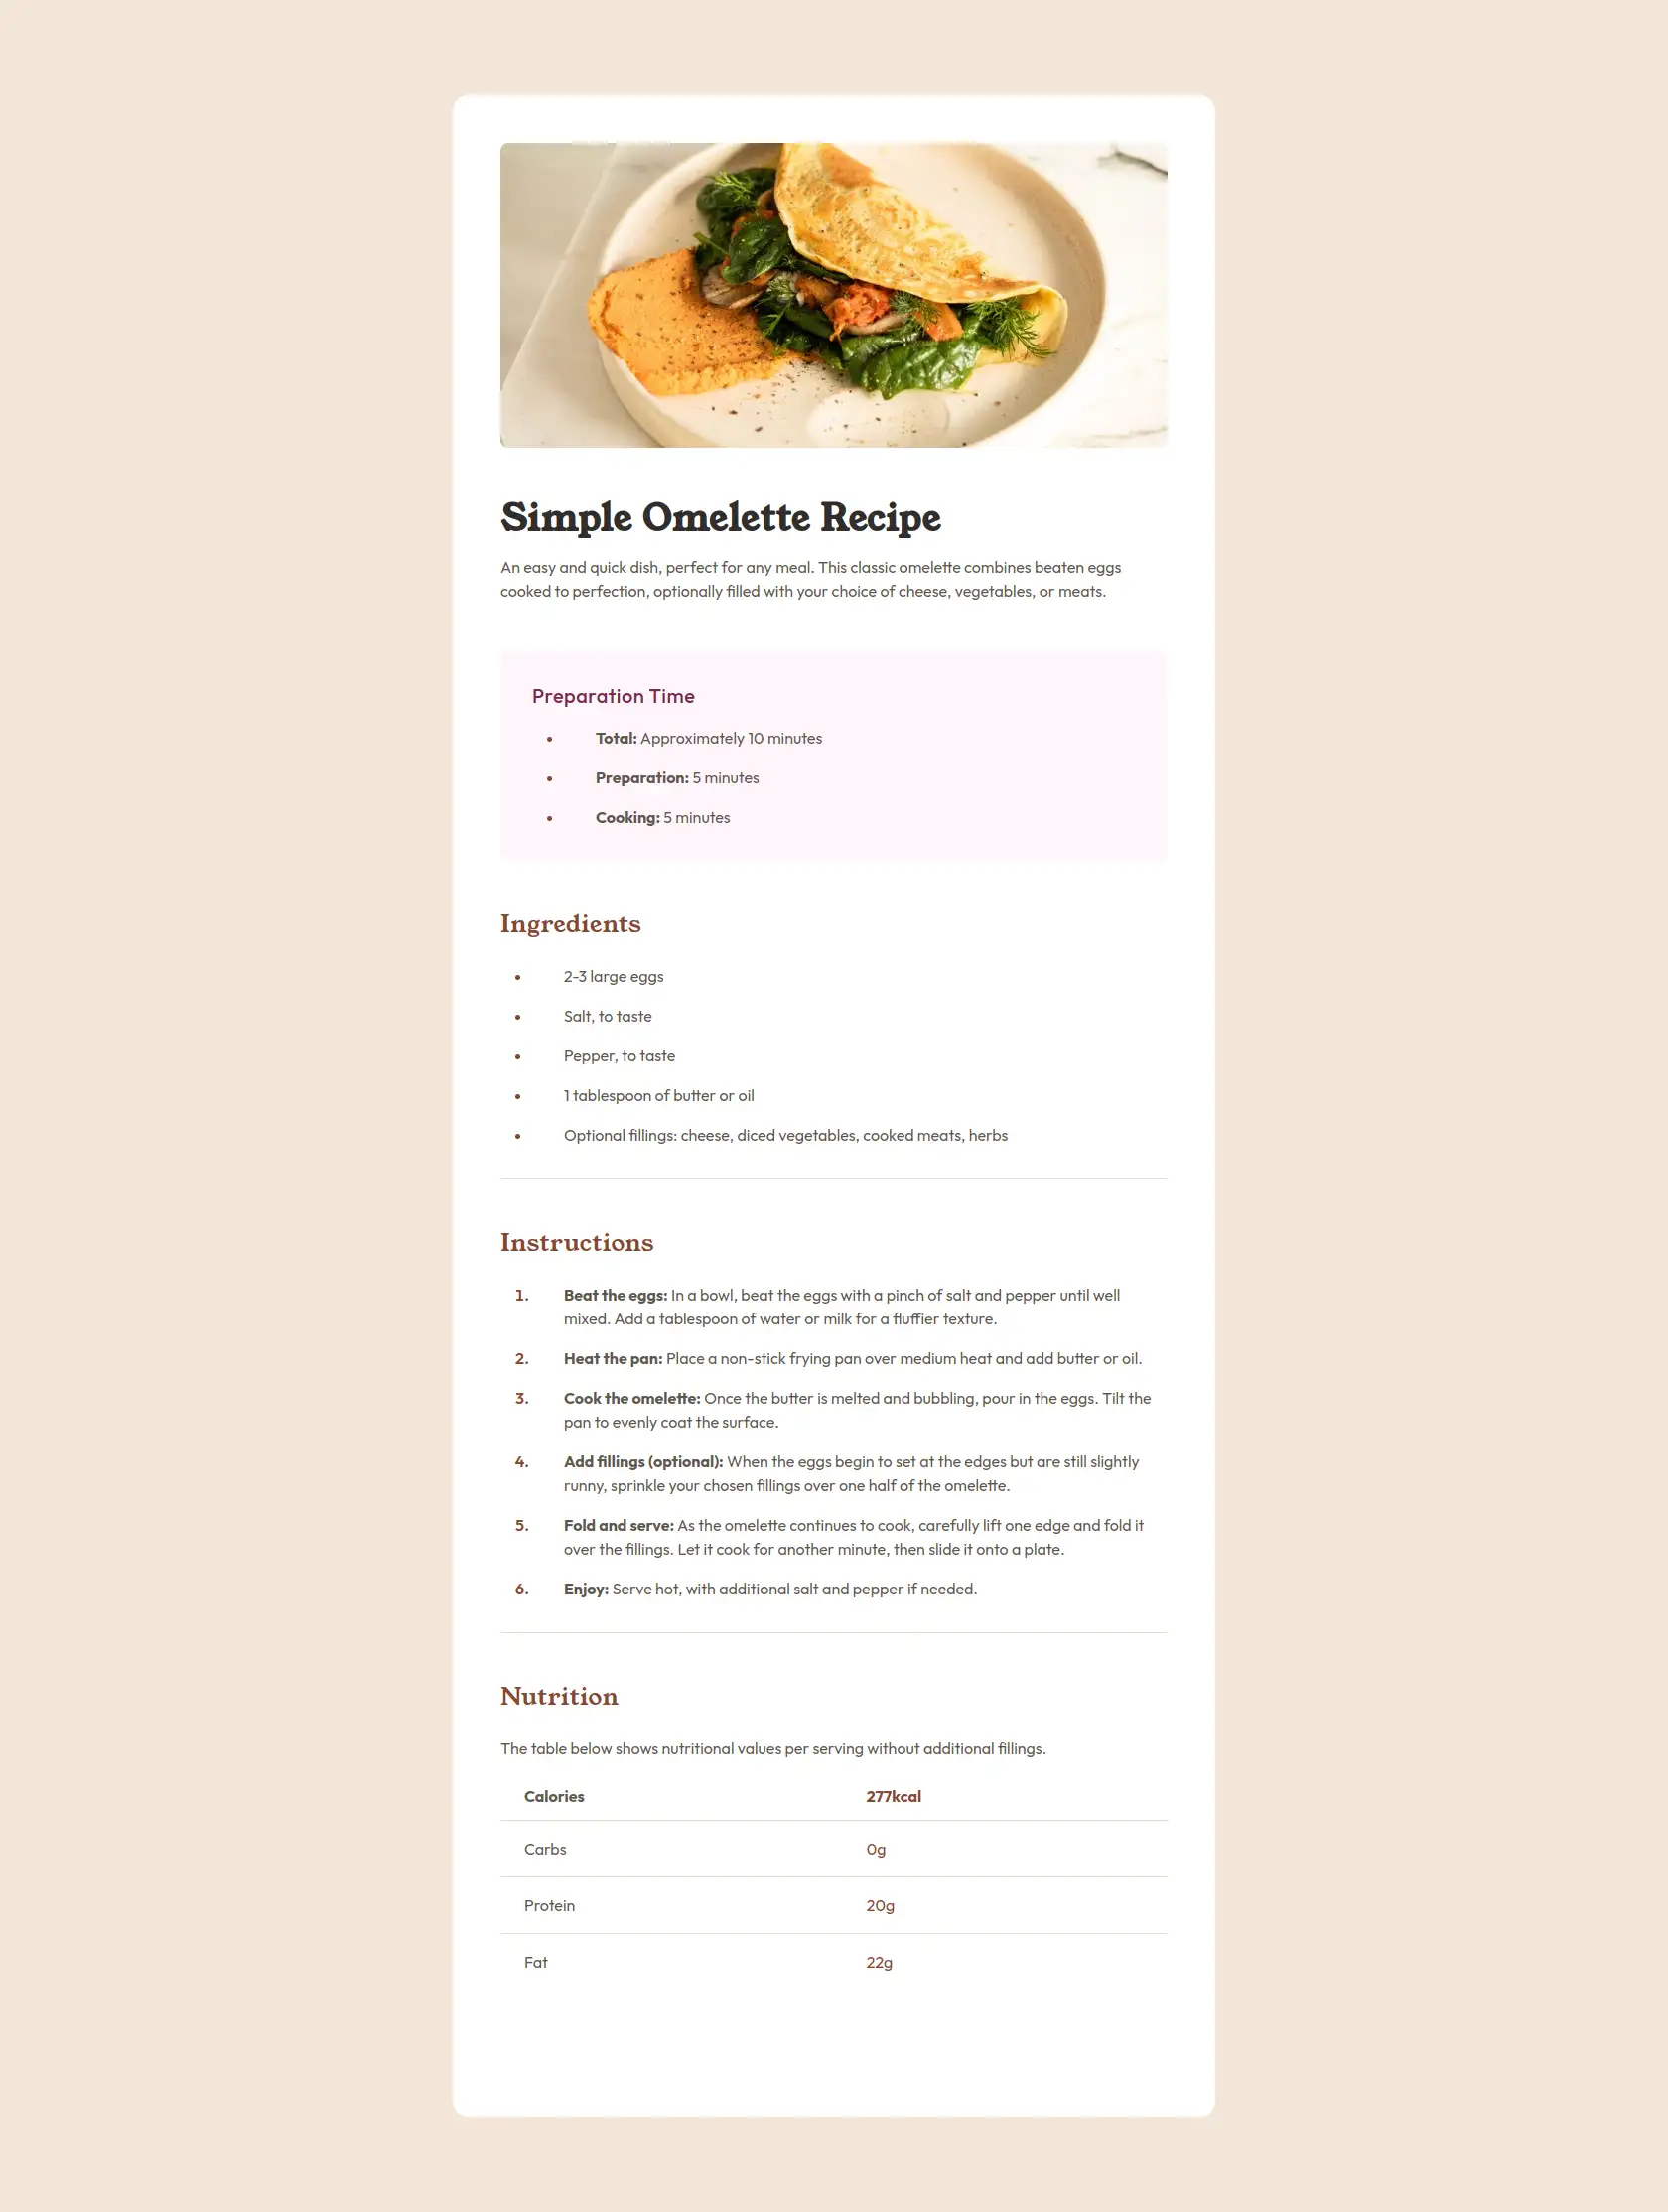 Simple Omelette Recipe
An easy and quick dish, perfect for any meal. This classic omelette combines beaten eggs
cooked to perfection, optionally filled with your choice of cheese, vegetables, or meats.
Preparation Time
• Total: Approximately 10 minutes
• Preparation: 5 minutes
• Cooking: 5 minutes
Ingredients
• 2-3 large eggs
• Salt, to taste
• Pepper, to taste
• 1 tablespoon of butter or oil
• Optional fillings: cheese, diced vegetables, cooked meats, herbs
Instructions
1. Beat the eggs: In a bowl, beat the eggs with a pinch of salt and pepper until well
mixed. Add a tablespoon of water or milk for a fluffier texture.
2. Heat the pan: Place a non-stick frying pan over medium heat and add butter or oil.
3. Cook the omelette: Once the butter is melted and bubbling, pour in the eggs. Tilt the
pan to evenly coat the surface.
4. Add fillings (optional): When the eggs begin to set at the edges but are still slightly
runny, sprinkle your chosen fillings over one half of the omelette.
5. Fold and serve: As the omelette continues to cook, carefully lift one edge and fold it
over the fillings. Let it cook for another minute, then slide it onto a plate.
6. Enjoy: Serve hot, with additional salt and pepper if needed.
Nutrition
The table below shows nutritional values per serving without additional fillings.
Calories 277kcal
Carbs 0g
Protein 20g
Fat 22g